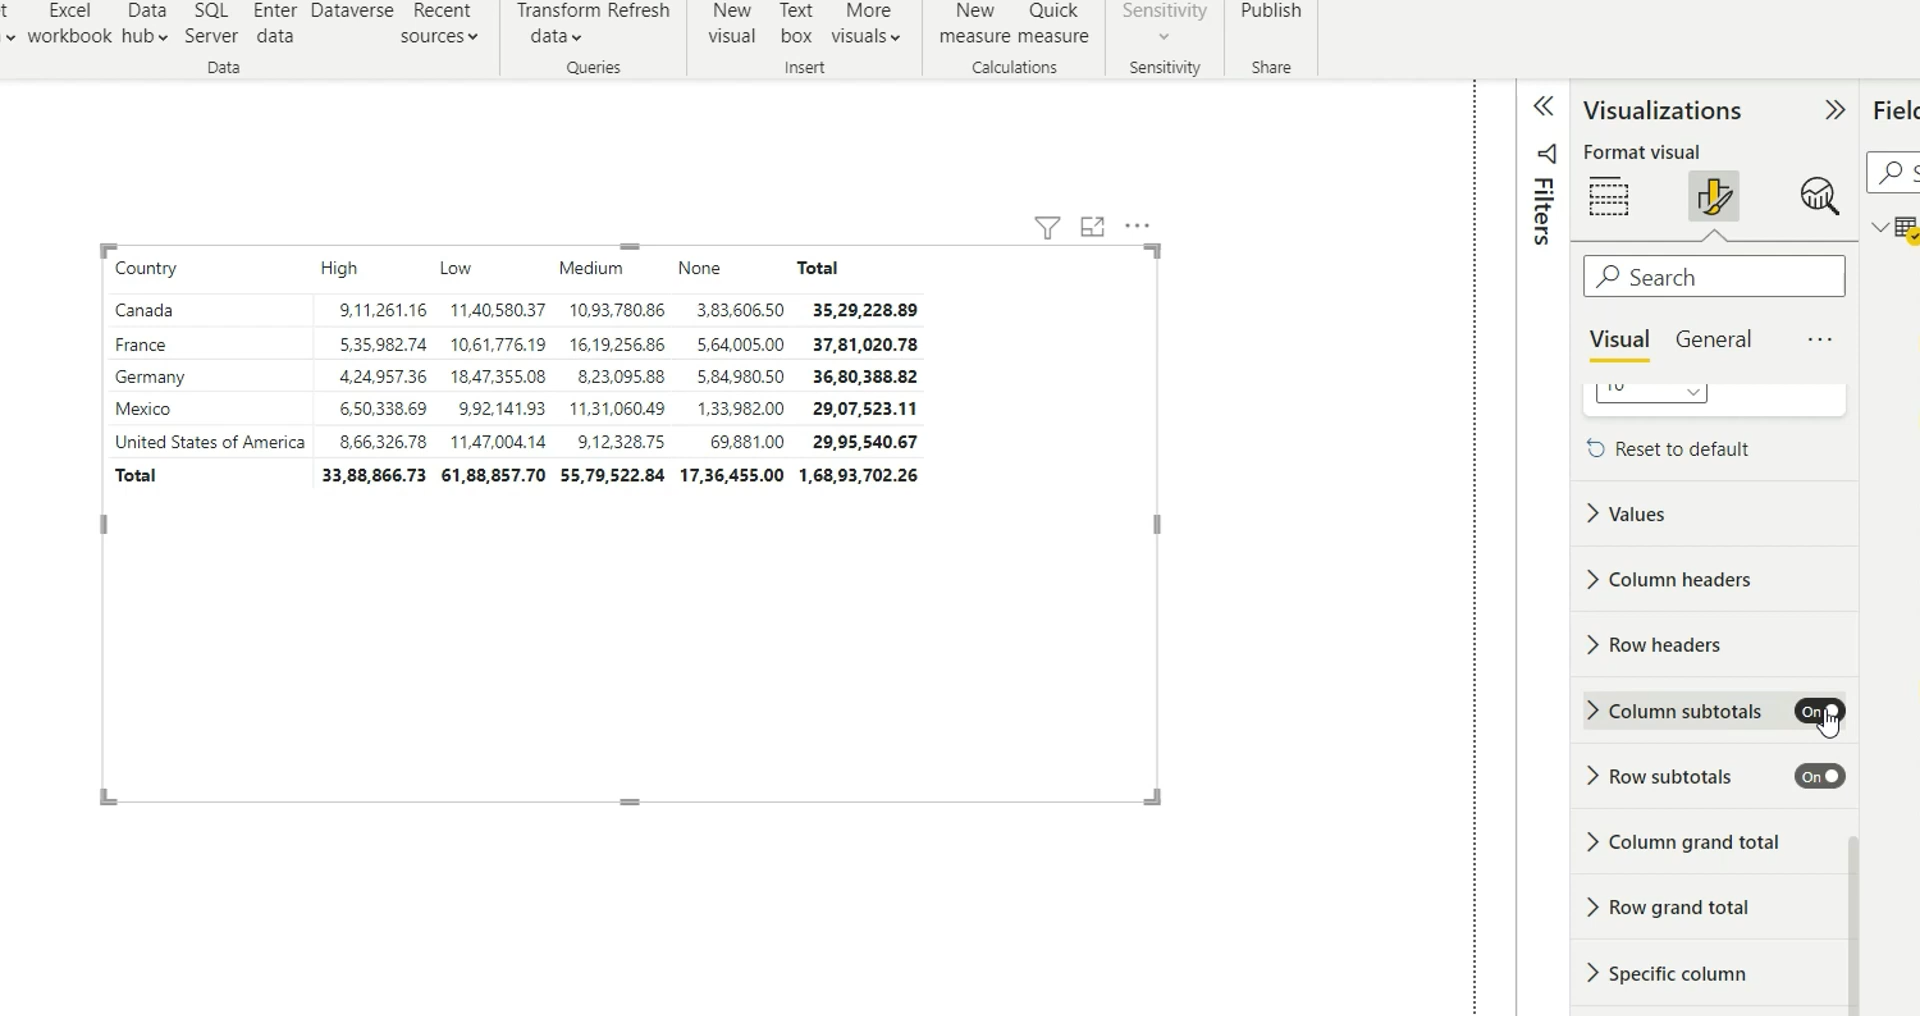 Excel Data SQL Enter Dataverse Recent Transform Refresh New Text More New Quick Sensitivity Publish
workbook hub Server data sources data visual box visuals measure measure
Data Queries Insert Calculations Sensitivity Share
Visualizations
Format visual
Filters
Search
Visual General
Country High Low Medium None Total
Canada 9,11,261.16 11,40,580.37 10,93,780.86 3,83,606.50 35,29,228.89
France 5,35,982.74 10,61,776.19 16,19,256.86 5,64,005.00 37,81,020.78
Germany 4,24,957.36 18,47,355.08 8,23,095.88 5,84,980.50 36,80,388.82
Mexico 6,50,338.69 9,92,141.93 11,31,060.49 1,33,982.00 29,07,523.11
United States of America 8,66,326.78 11,47,004.14 9,12,328.75 69,881.00 29,95,540.67
Total 33,88,866.73 61,88,857.70 55,79,522.84 17,36,455.00 1,68,93,702.26
Reset to default
Values
Column headers
Row headers
Column subtotals On
Row subtotals On
Column grand total
Row grand total
Specific column